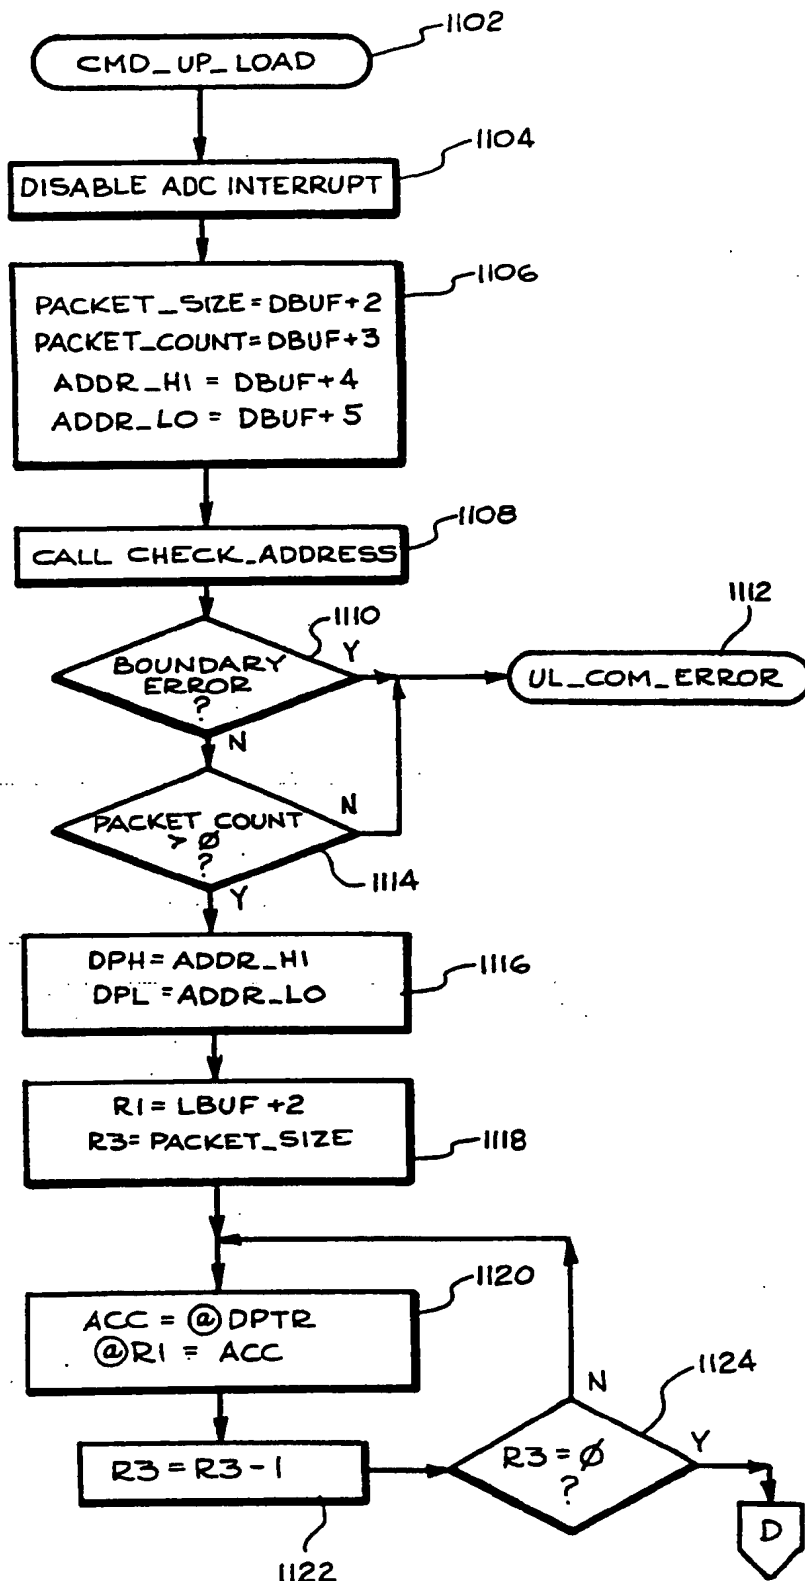 1102
CMD_UP_LOAD
1104
DISABLE ADC INTERRUPT
1106
PACKET_SIZE=DBUF+2
PACKET_COUNT=DBUF+3
ADDR_HI = DBUF+4
ADDR_LO = DBUF+5
1108
CALL CHECK_ADDRESS
1110
1112
BOUNDARY
ERROR
?
Y
UL_COM_ERROR
N
PACKET COUNT
> Ø
?
N
1114
Y
DPH=ADDR_HI
DPL=ADDR_LO
1116
R1=LBUF+2
R3=PACKET_SIZE
1118
1120
ACC = @DPTR
@R1 = ACC
1124
N
R3=R3-1
R3=Ø
?
Y
D
1122